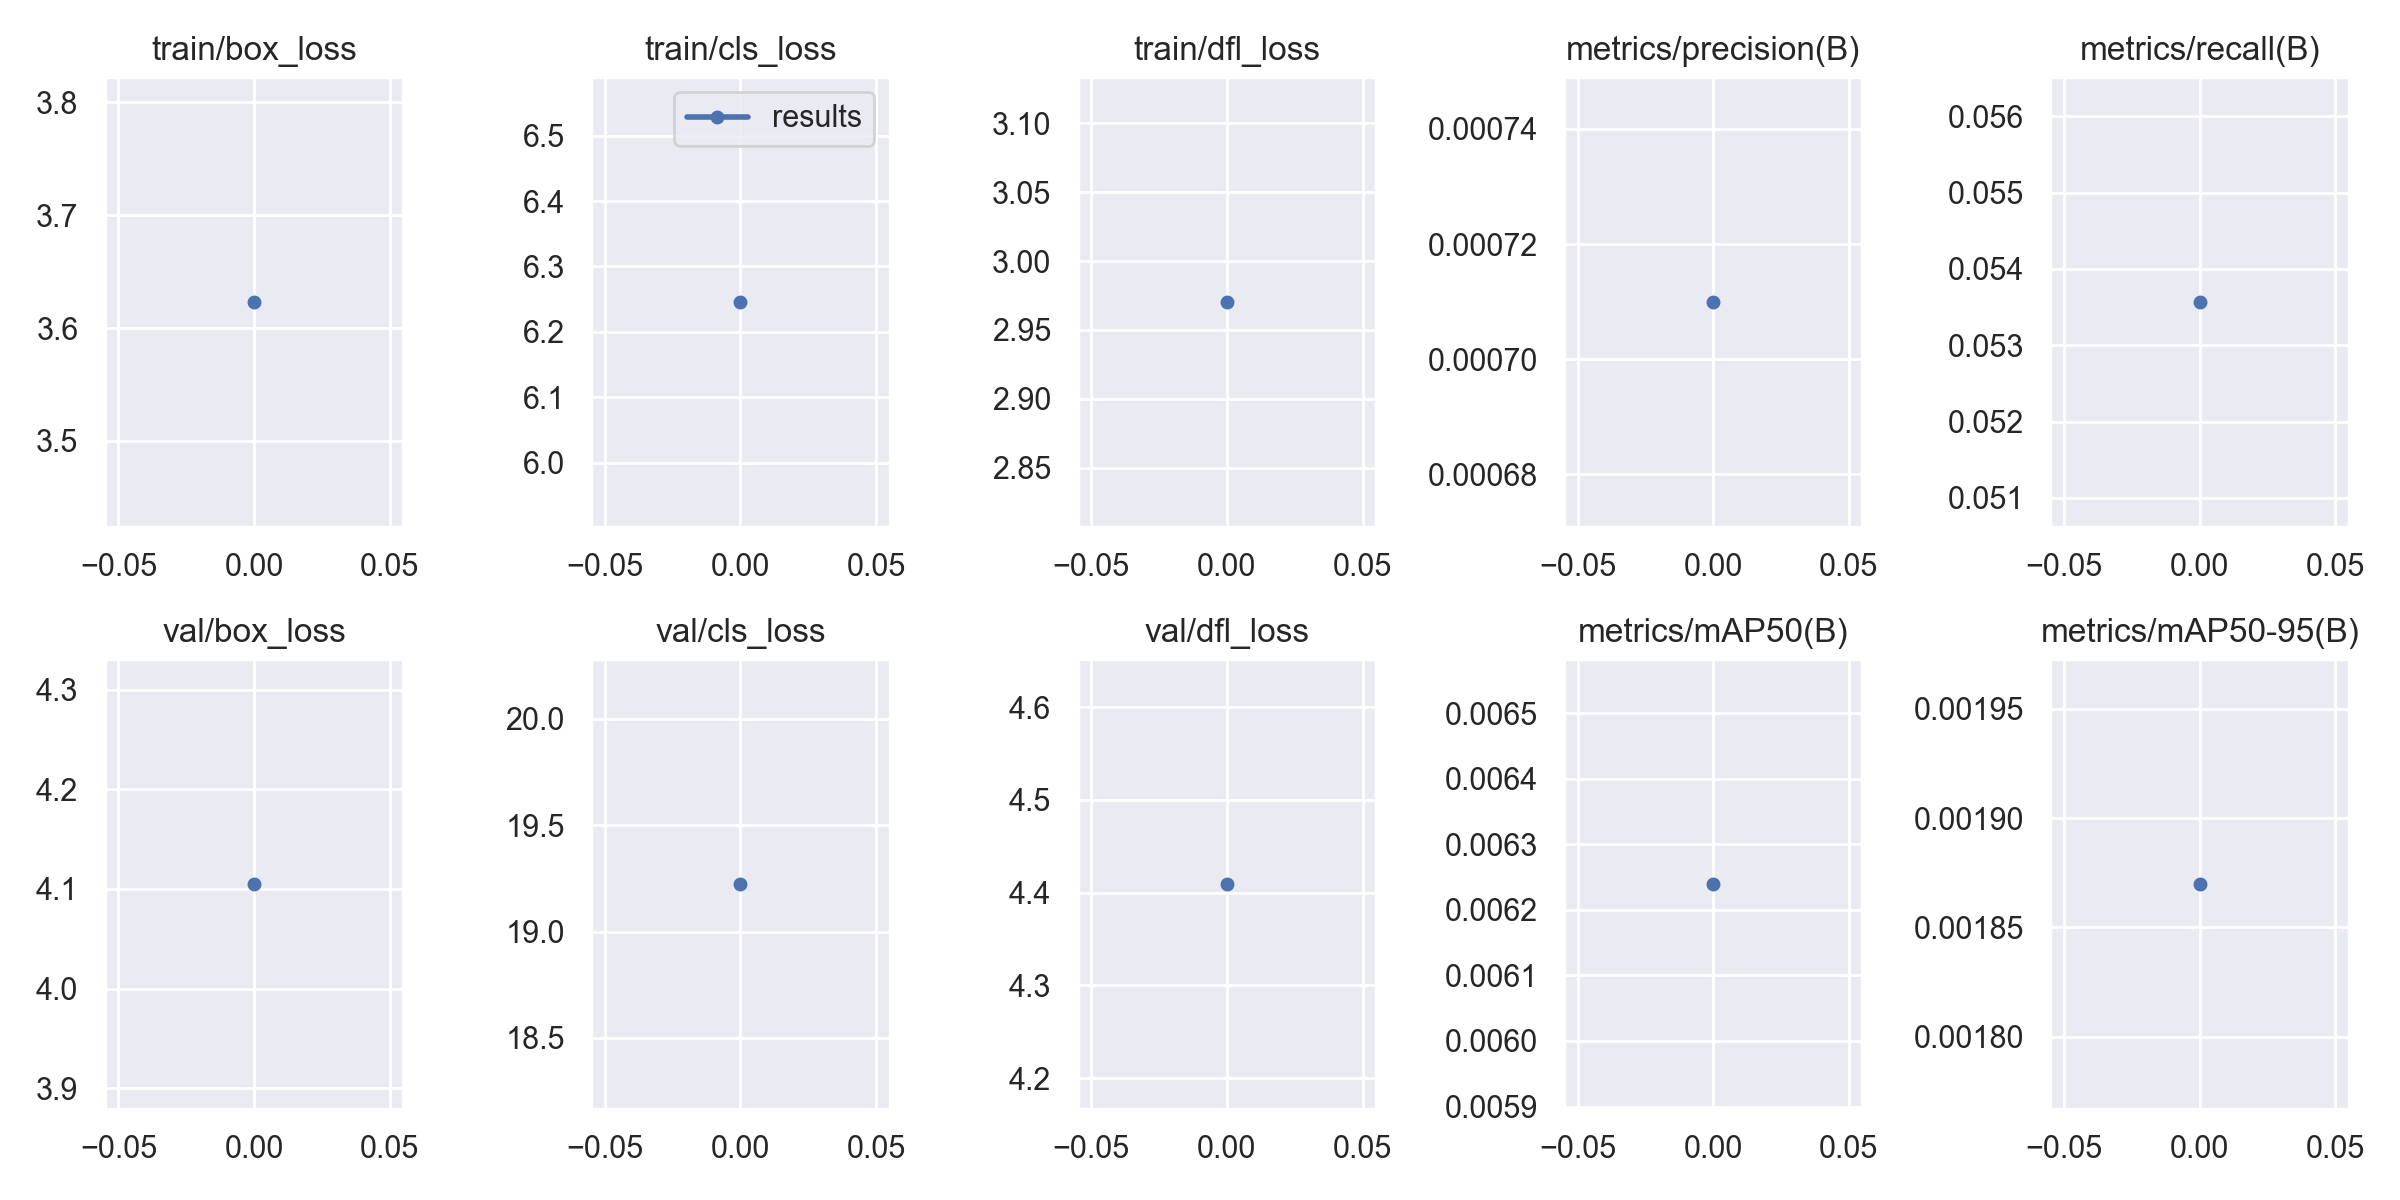 train/box_loss
3.8
3.7
3.6
3.5
−0.05 0.00 0.05
train/cls_loss
results
6.5
6.4
6.3
6.2
6.1
6.0
−0.05 0.00 0.05
train/dfl_loss
3.10
3.05
3.00
2.95
2.90
2.85
−0.05 0.00 0.05
metrics/precision(B)
0.00074
0.00072
0.00070
0.00068
−0.05 0.00 0.05
metrics/recall(B)
0.056
0.055
0.054
0.053
0.052
0.051
−0.05 0.00 0.05
val/box_loss
4.3
4.2
4.1
4.0
3.9
−0.05 0.00 0.05
val/cls_loss
20.0
19.5
19.0
18.5
−0.05 0.00 0.05
val/dfl_loss
4.6
4.5
4.4
4.3
4.2
−0.05 0.00 0.05
metrics/mAP50(B)
0.0065
0.0064
0.0063
0.0062
0.0061
0.0060
0.0059
−0.05 0.00 0.05
metrics/mAP50-95(B)
0.00195
0.00190
0.00185
0.00180
−0.05 0.00 0.05